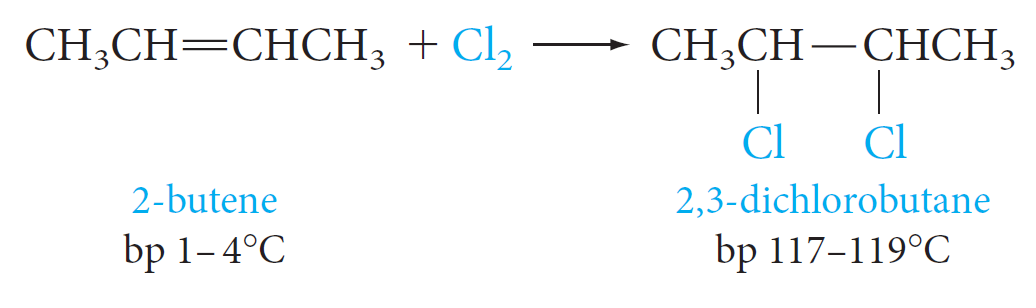 CH₃CH=CHCH₃ + Cl₂ ⟶ CH₃CH—CHCH₃
Cl Cl
2-butene 2,3-dichlorobutane
bp 1–4°C bp 117–119°C